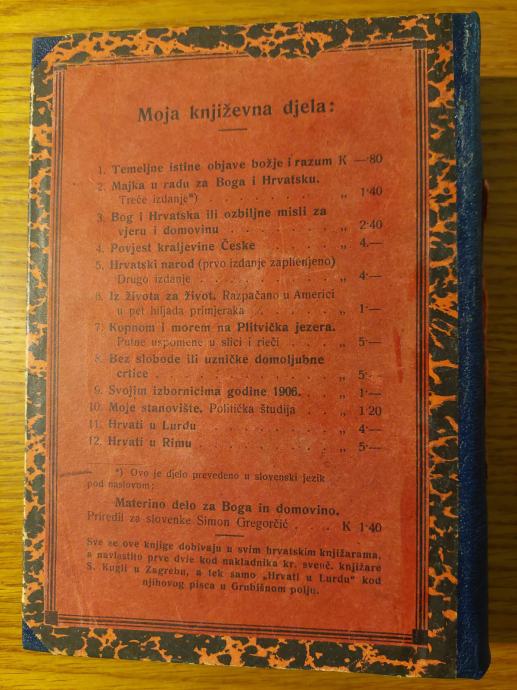 Moja književna djela:
1. Temeljne istine objave božje i razum K —·80
2. Majka u radu za Boga i Hrvatsku.
Treće izdanje*) . . . . . . . . „ 1·40
3. Bog i Hrvatska ili ozbiljne misli za
vjeru i domovinu . . . . . . . „ 2·40
4. Povjest kraljevine Česke . . . . . „ 4.—
5. Hrvatski narod (prvo izdanje zaplienjeno)
Drugo izdanje . . . . . . . . „ 4·—
6. Iz života za život. Razpačano u Americi
u pet hiljada primjeraka . . . . „ 1·—
7. Kopnom i morem na Plitvička jezera.
Putne uspomene u slici i rieči . . „ 5·—
8. Bez slobode ili uzničke domoljubne
crtice . . . . . . . . . . „ 5·—
9. Svojim izbornicima godine 1906. . „ 1·—
10. Moje stanovište. Politička študija . „ 1·20
11. Hrvati u Lurdu . . . . . . . „ 4·—
12. Hrvati u Rimu . . . . . . . „ 5·—
*) Ovo je djelo prevedeno u slovenski jezik
pod naslovom:
Materino delo za Boga in domovino.
Priredil za slovenke Simon Gregorčić . . K 1·40
Sve se ove knjige dobivaju u svim hrvatskim knjižarama,
a navlastito prve dvie kod nakladnika kr. sveuč. knjižare
S. Kugli u Zagrebu, a tek samo „Hrvati u Lurdu“ kod
njihovog pisca u Grubišnom polju.